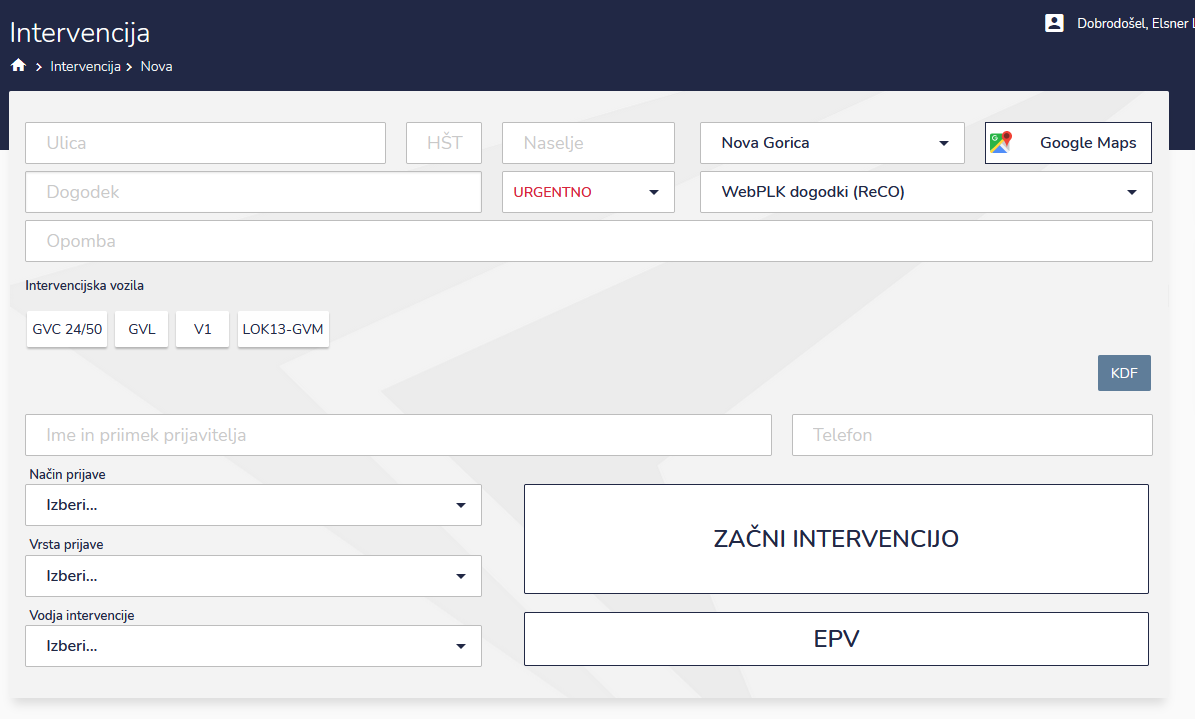 Intervencija
Dobrodošel, Elsner
Intervencija > Nova
Ulica
HŠT
Naselje
Nova Gorica
Google Maps
Dogodek
URGENTNO
WebPLK dogodki (ReCO)
Opomba
Intervencijska vozila
GVC 24/50
GVL
V1
LOK13-GVM
KDF
Ime in priimek prijavitelja
Telefon
Način prijave
Izberi...
ZAČNI INTERVENCIJO
Vrsta prijave
Izberi...
Vodja intervencije
Izberi...
EPV